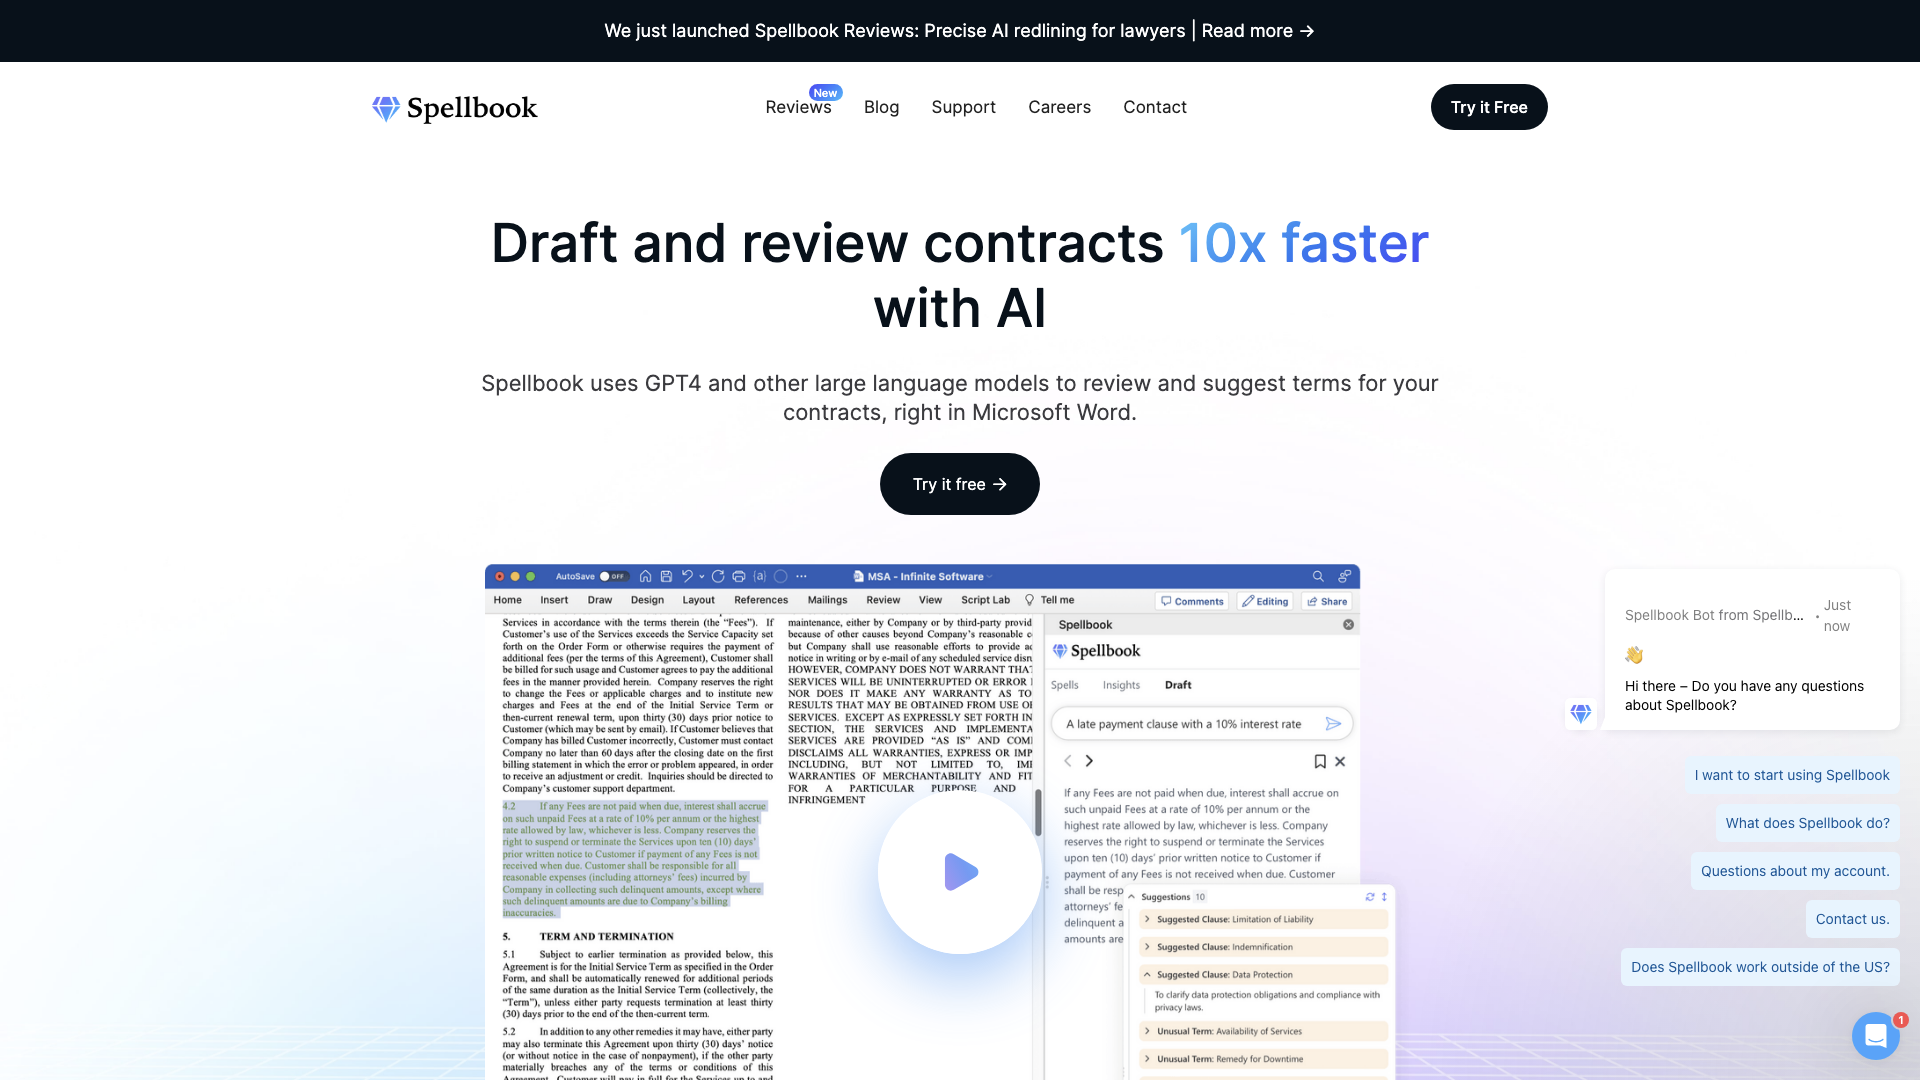 We just launched Spellbook Reviews: Precise AI redlining for lawyers | Read more →
Spellbook
Reviews
New
Blog
Support
Careers
Contact
Try it Free
Draft and review contracts 10x faster
with AI
Spellbook uses GPT4 and other large language models to review and suggest terms for your
contracts, right in Microsoft Word.
Try it free →
AutoSave OFF
MSA - Infinite Software
Home Insert Draw Design Layout References Mailings Review View Script Lab Tell me
Comments Editing Share
Services in accordance with the terms therein (the “Fees”). If
Customer’s use of the Services exceeds the Service Capacity set
forth on the Order Form or otherwise requires the payment of
additional fees (per the terms of this Agreement), Customer shall
be billed for such usage and Customer agrees to pay the additional
fees in the manner provided herein. Company reserves the right
to change the Fees or applicable charges and to institute new
charges and Fees at the end of the Initial Service Term or
then-current renewal term, upon thirty (30) days prior notice to
Customer (which may be sent by email). If Customer believes that
Company has billed Customer incorrectly, Customer must contact
Company no later than 60 days after the closing date on the first
billing statement in which the error or problem appeared, in order
to receive an adjustment or credit. Inquiries should be directed to
Company’s customer support department.
4.2 If any Fees are not paid when due, interest shall accrue
on such unpaid Fees at a rate of 10% per annum or the highest
rate allowed by law, whichever is less. Company reserves the
right to suspend or terminate the Services upon ten (10) days’
prior written notice to Customer if payment of any Fees is not
received when due. Customer shall be responsible for all
reasonable expenses (including attorneys’ fees) incurred by
Company in collecting such delinquent amounts, except where
such delinquent amounts are due to Company’s billing
inaccuracies.
5. TERM AND TERMINATION
5.1 Subject to earlier termination as provided below, this
Agreement is for the Initial Service Term as specified in the Order
Form, and shall be automatically renewed for additional periods
of the same duration as the Initial Service Term (collectively, the
“Term”), unless either party requests termination at least thirty
(30) days prior to the end of the then-current term.
5.2 In addition to any other remedies it may have, either party
may also terminate this Agreement upon thirty (30) days’ notice
(or without notice in the case of nonpayment), if the other party
materially breaches any of the terms or conditions of this
Agreement. Customer will pay in full for the Services up to and
maintenance, either by Company or by third-party provid
because of other causes beyond Company’s reasonable c
but Company shall use reasonable efforts to provide ad
notice in writing or by e-mail of any scheduled service disru
HOWEVER, COMPANY DOES NOT WARRANT THAT
SERVICES WILL BE UNINTERRUPTED OR ERROR
NOR DOES IT MAKE ANY WARRANTY AS TO
RESULTS THAT MAY BE OBTAINED FROM USE OF
SERVICES. EXCEPT AS EXPRESSLY SET FORTH IN
SECTION, THE SERVICES AND IMPLEMENTA
SERVICES ARE PROVIDED “AS IS” AND COM
DISCLAIMS ALL WARRANTIES, EXPRESS OR IMP
INCLUDING, BUT NOT LIMITED TO, IM
WARRANTIES OF MERCHANTABILITY AND FIT
FOR A PARTICULAR PURPOSE AND
INFRINGEMENT
Spellbook
Spellbook
Spells Insights Draft
A late payment clause with a 10% interest rate
If any Fees are not paid when due, interest shall accrue on
such unpaid Fees at a rate of 10% per annum or the
highest rate allowed by law, whichever is less. Company
reserves the right to suspend or terminate the Services
upon ten (10) days’ prior written notice to Customer if
payment of any Fees is not received when due. Customer
shall be resp
attorneys’ fe
delinquent a
amounts are
Suggestions 10
Suggested Clause: Limitation of Liability
Suggested Clause: Indemnification
Suggested Clause: Data Protection
To clarify data protection obligations and compliance with
privacy laws.
Unusual Term: Availability of Services
Unusual Term: Remedy for Downtime
Spellbook Bot from Spellb... • Just now
👋
Hi there – Do you have any questions
about Spellbook?
I want to start using Spellbook
What does Spellbook do?
Questions about my account.
Contact us.
Does Spellbook work outside of the US?
1